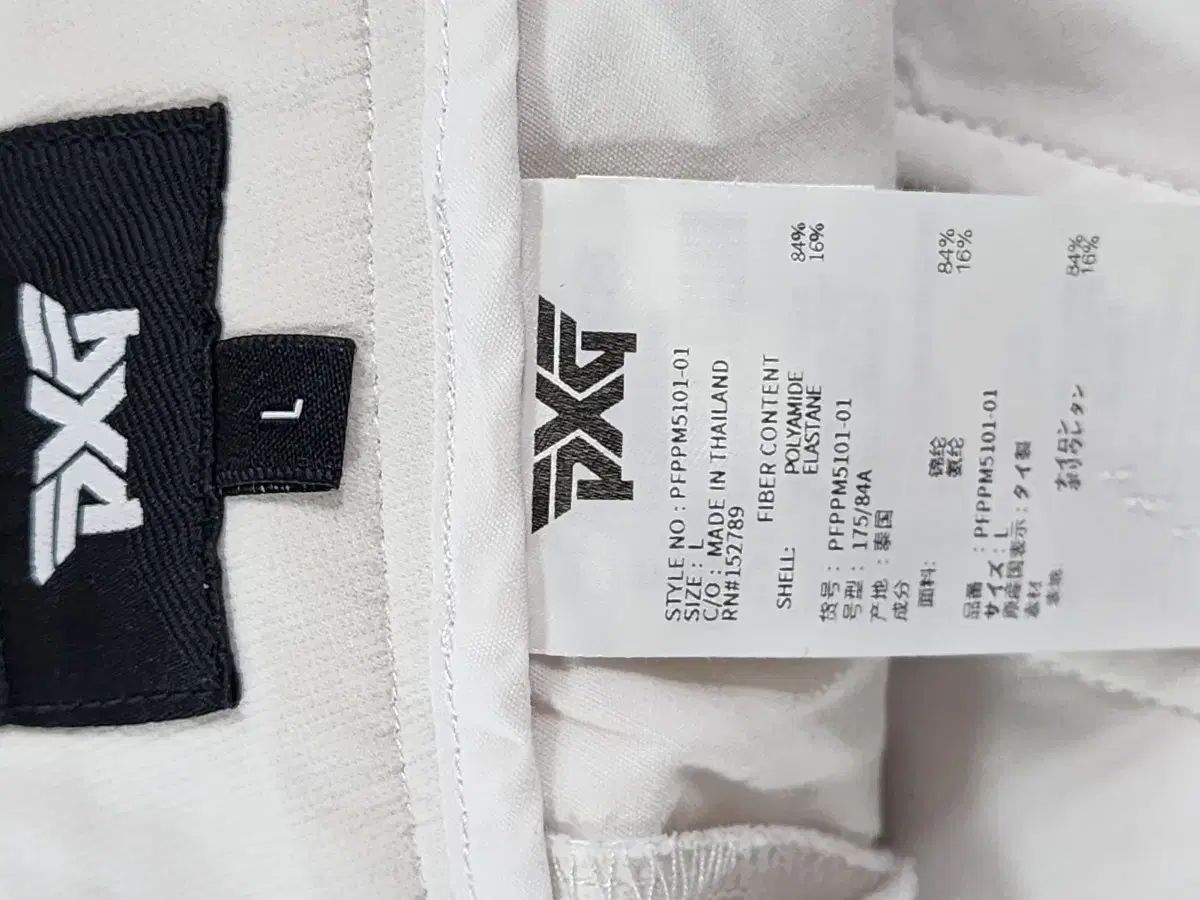 PXG
L
PXG
STYLE NO : PFPPM5101-01
SIZE : L
C/O : MADE IN THAILAND
RN#152789
FIBER CONTENT
SHELL: POLYAMIDE 84%
ELASTANE 16%
货号 : PFPPM5101-01
号型 : 175/84A
产地 : 泰国
成分
面料: 锦纶 84%
氨纶 16%
品番 : PFPPM5101-01
サイズ : L
原産国表示 : タイ製
素材
表地: ナイロン 84%
ポリウレタン 16%